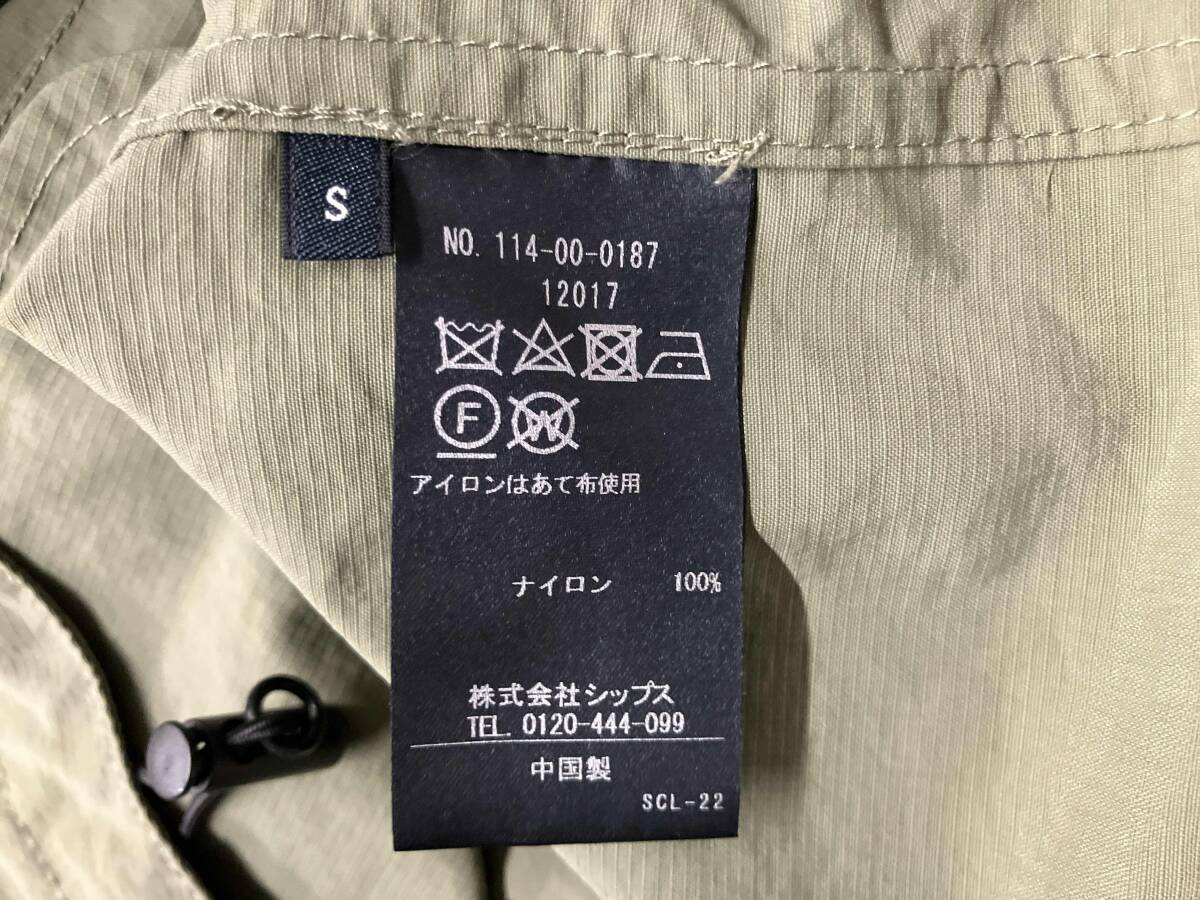 S
NO. 114-00-0187
12017
F W
アイロンはあて布使用
ナイロン 100%
株式会社シップス
TEL. 0120-444-099
中国製
SCL-22